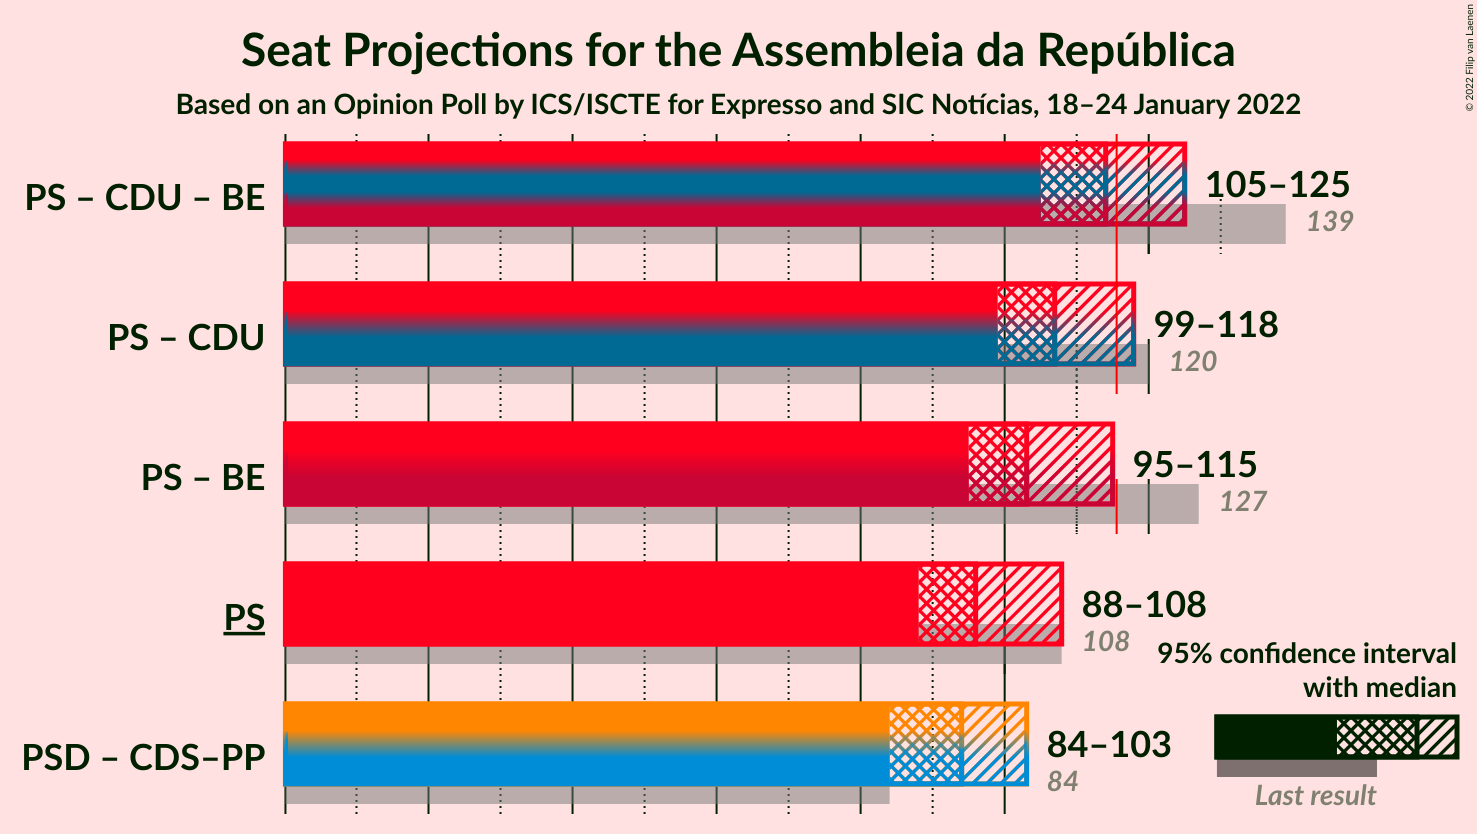 Seat Projections for the Assembleia da República
Based on an Opinion Poll by ICS/ISCTE for Expresso and SIC Notícias, 18–24 January 2022
© 2022 Filip van Laenen
PS – CDU – BE
105–125
139
PS – CDU
99–118
120
PS – BE
95–115
127
PS
88–108
108
95% confidence interval
with median
PSD – CDS–PP
84–103
84
Last result